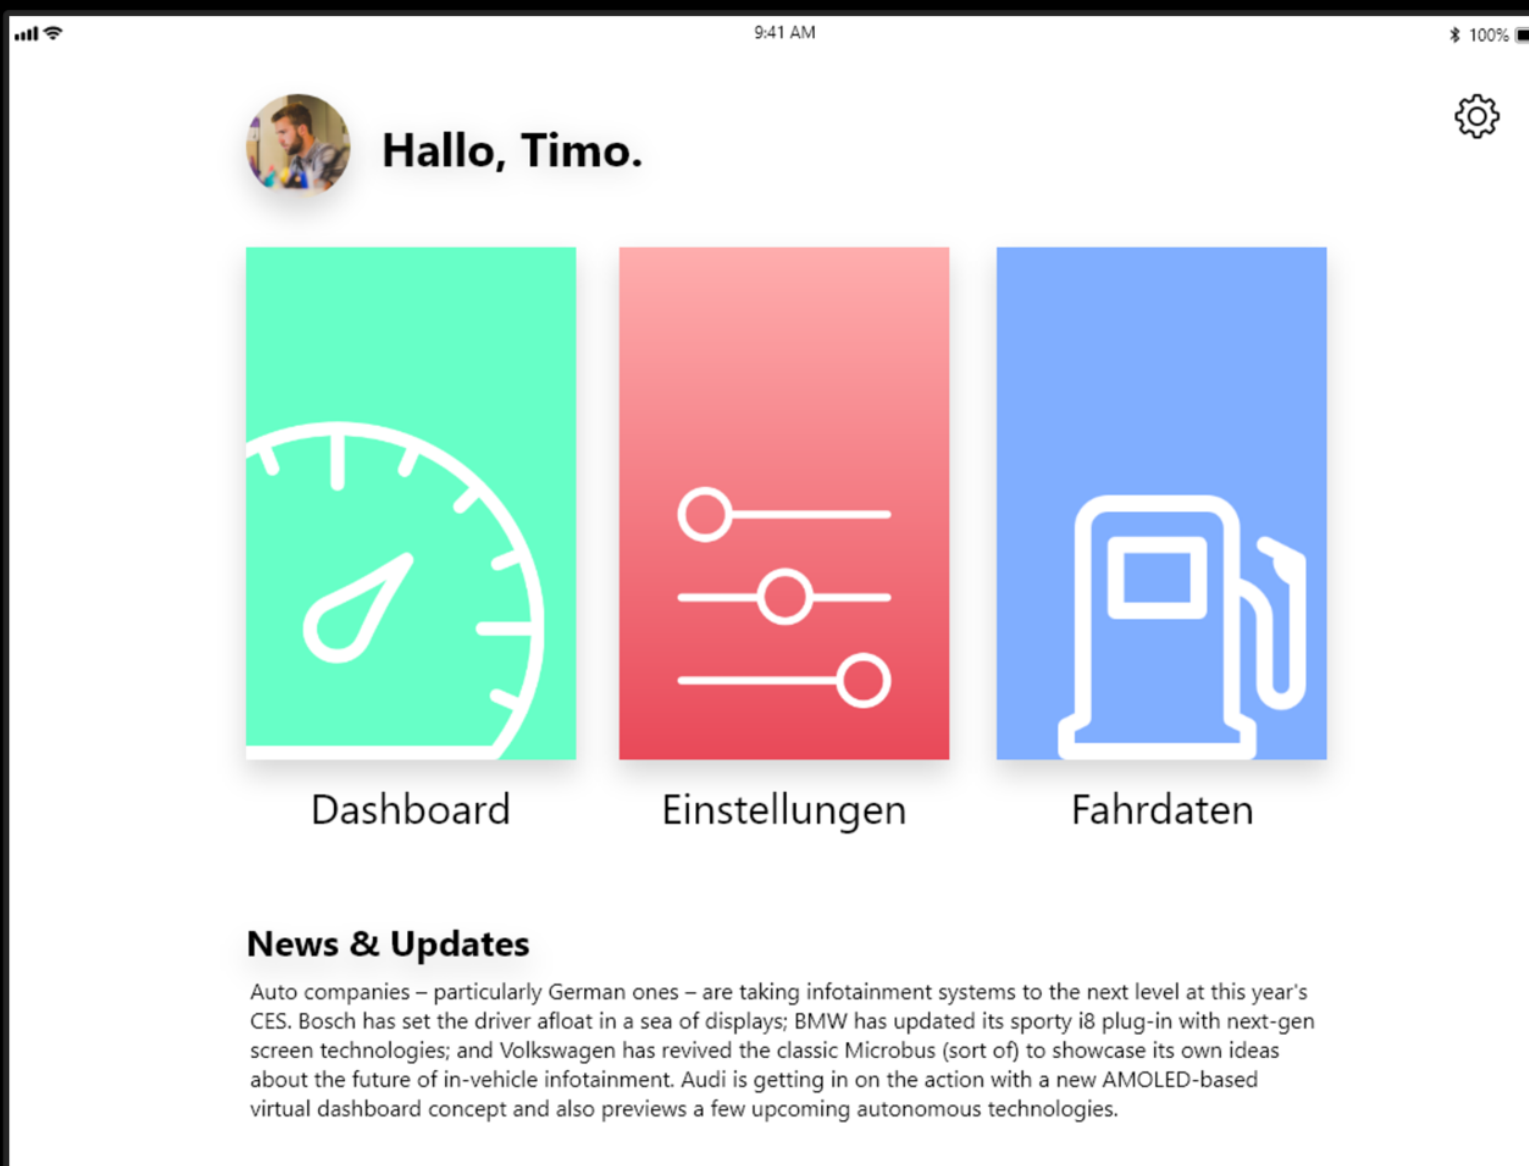 9:41 AM
100%
Hallo, Timo.
Dashboard
Einstellungen
Fahrdaten
News & Updates
Auto companies – particularly German ones – are taking infotainment systems to the next level at this year's
CES. Bosch has set the driver afloat in a sea of displays; BMW has updated its sporty i8 plug-in with next-gen
screen technologies; and Volkswagen has revived the classic Microbus (sort of) to showcase its own ideas
about the future of in-vehicle infotainment. Audi is getting in on the action with a new AMOLED-based
virtual dashboard concept and also previews a few upcoming autonomous technologies.